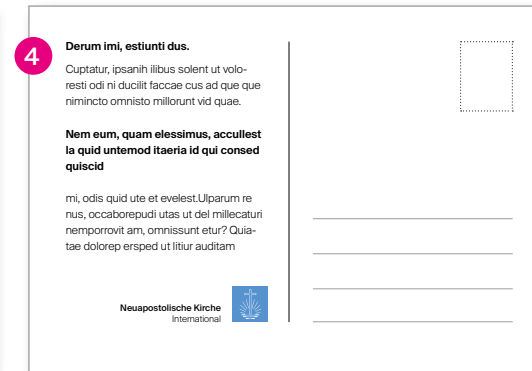 4
Derum imi, estiunti dus.
Cuptatur, ipsanih ilibus solent ut volo-
resti odi ni ducilit faccae cus ad que que
nimincto omnisto millorunt vid quae.
Nem eum, quam elessimus, accullest
la quid untemod itaeria id qui consed
quiscid
mi, odis quid ute et evelest.Ulparum re
nus, occaborepudi utas ut del millecaturi
nemporrovit am, omnissunt etur? Quia-
tae dolorep ersped ut litiur auditam
Neuapostolische Kirche
International